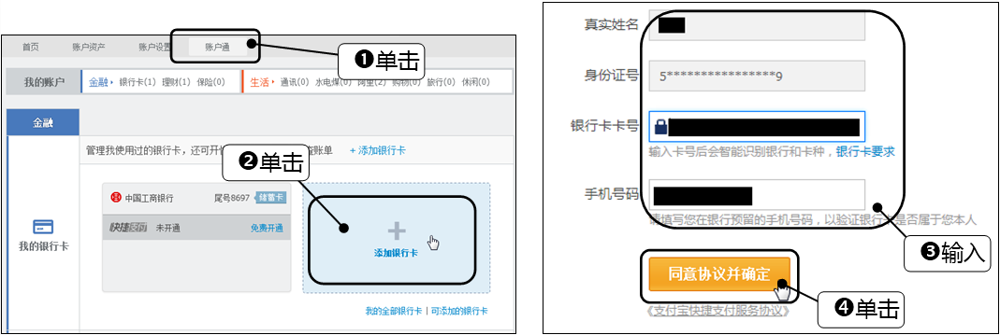 首页 账户资产 账户设置 账户通
❶单击
我的账户 金融 银行卡(1) 理财(1) 保险(0) 生活 通讯(0) 水电煤(0) 阿里(2) 购物(0) 旅行(0) 休闲(0)
金融
管理我使用过的银行卡，还可开 账单 + 添加银行卡
❷单击
中国工商银行 尾号8697 储蓄卡
快捷支付 未开通 免费开通
添加银行卡
我的银行卡
我的全部银行卡 | 可添加的银行卡
真实姓名
身份证号 5****************9
银行卡卡号
输入卡号后会智能识别银行和卡种，银行卡要求
手机号码
请填写您在银行预留的手机号码，以验证银行卡是否属于您本人
❸输入
同意协议并确定
❹单击
《支付宝快捷支付服务协议》